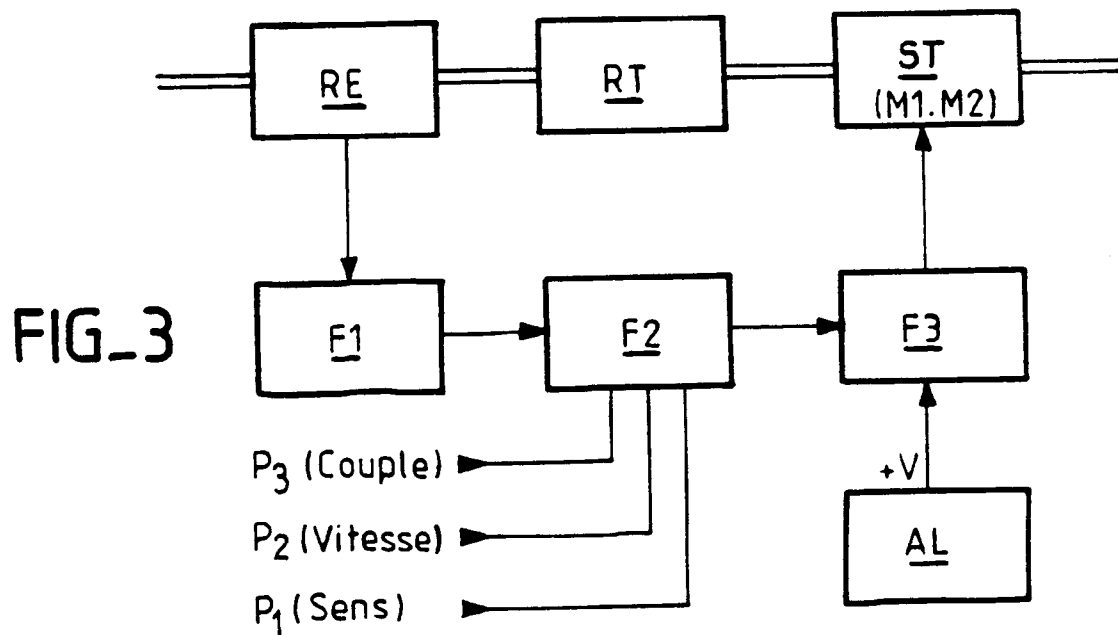 RE
RT
ST
(M1.M2)
FIG_3
F1
F2
F3
P3 (Couple)
P2 (Vitesse)
P1 (Sens)
+V
AL